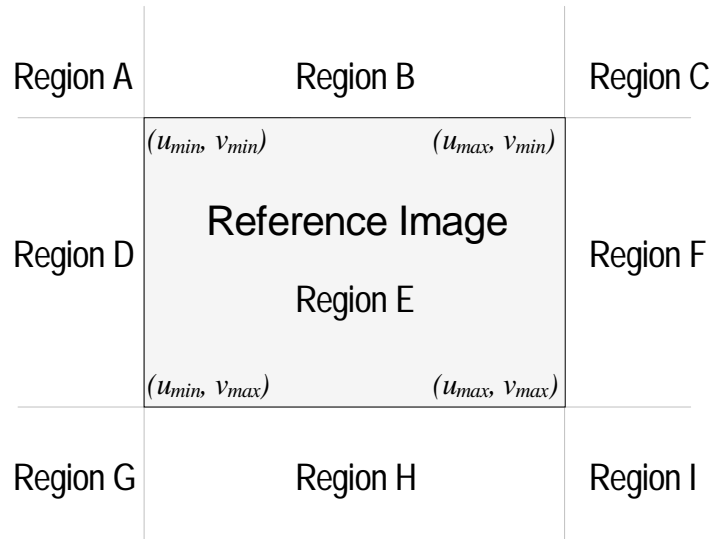 Region A Region B Region C
(umin, vmin) (umax, vmin)
Reference Image
Region D Region F
Region E
(umin, vmax) (umax, vmax)
Region G Region H Region I